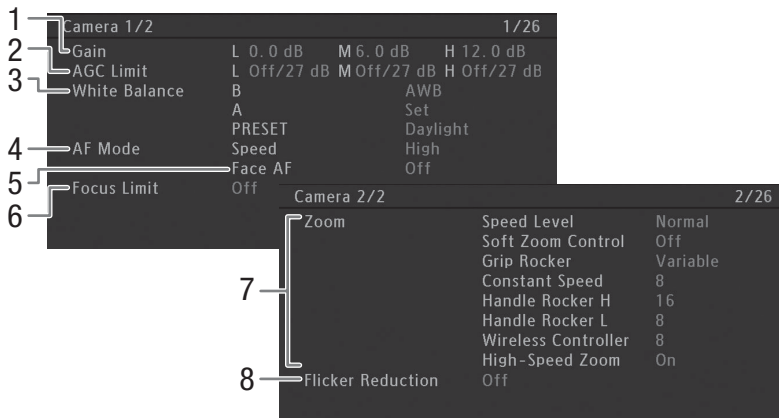 Camera 1/2 1/26
1 Gain L 0.0 dB M 6.0 dB H 12.0 dB
2 AGC Limit L Off/27 dB M Off/27 dB H Off/27 dB
3 White Balance B AWB
A Set
PRESET Daylight
4 AF Mode Speed High
5 Face AF Off
6 Focus Limit Off
Camera 2/2 2/26
7 Zoom Speed Level Normal
Soft Zoom Control Off
Grip Rocker Variable
Constant Speed 8
Handle Rocker H 16
Handle Rocker L 8
Wireless Controller 8
High-Speed Zoom On
8 Flicker Reduction Off